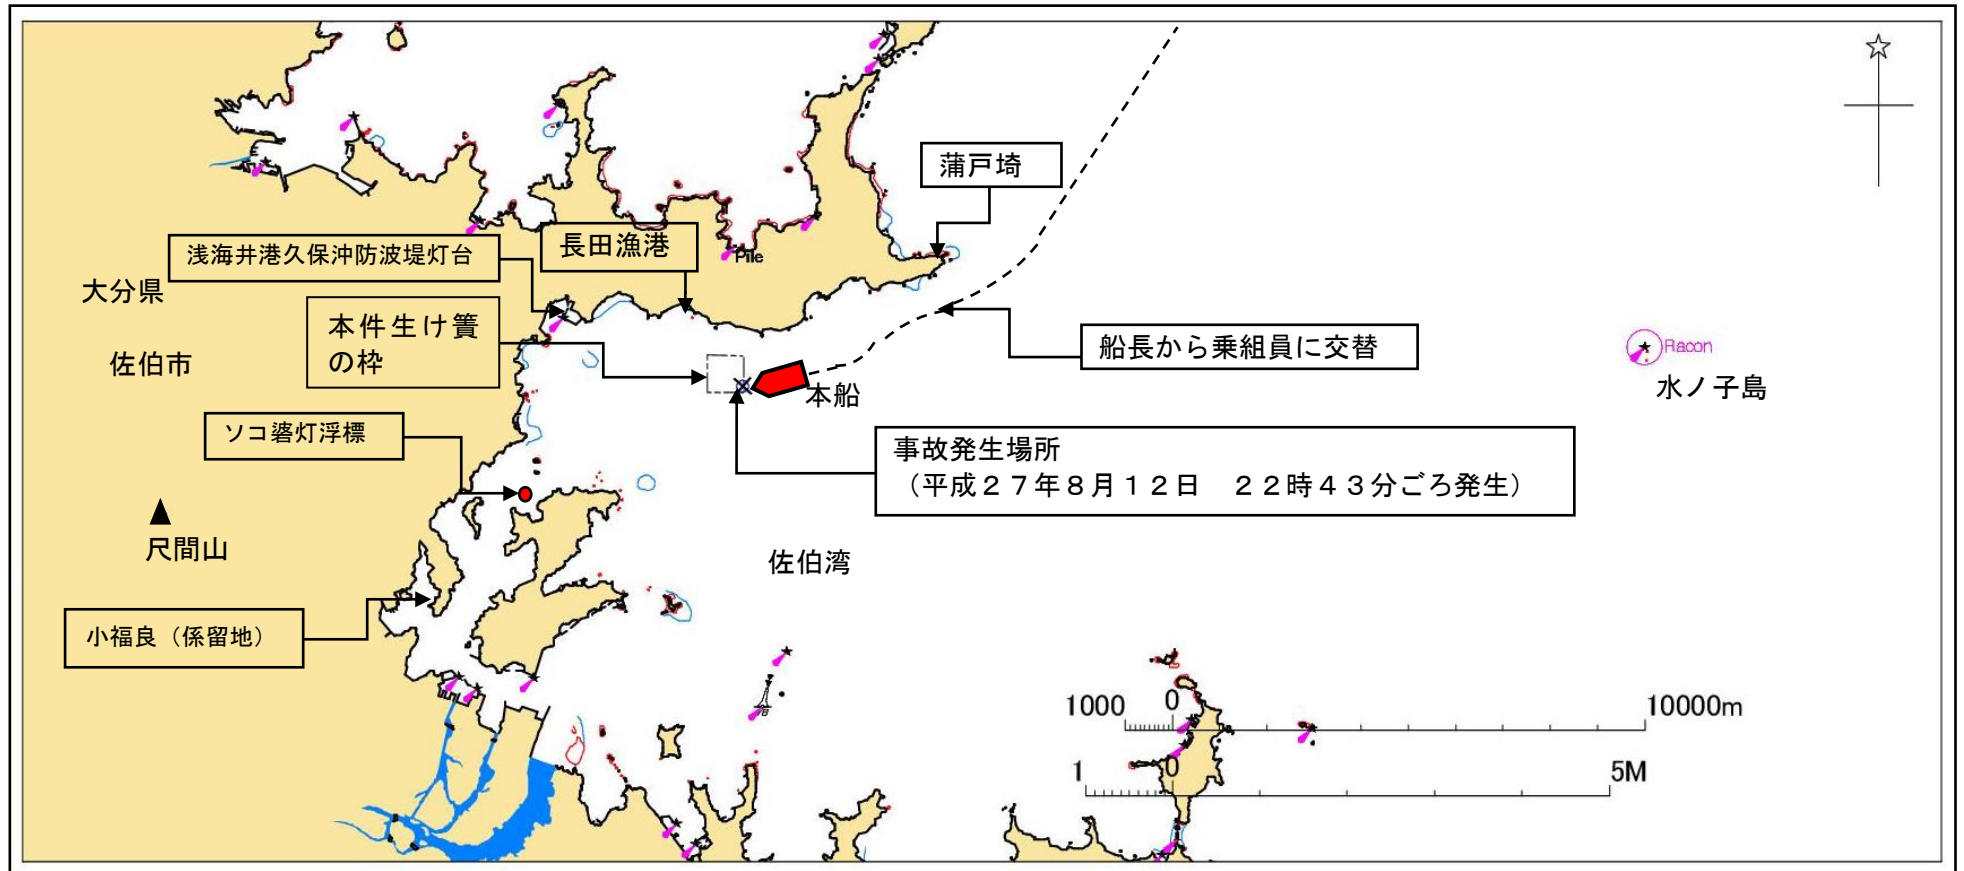 蒲戸埼
浅海井港久保沖防波堤灯台
長田漁港
Pile
大分県
本件生け簀
の枠
船長から乗組員に交替
Racon
水ノ子島
佐伯市
本船
ソコ碆灯浮標
事故発生場所
（平成２７年８月１２日　２２時４３分ごろ発生）
尺間山
佐伯湾
小福良（係留地）
1000 0 10000m
1 0 5M